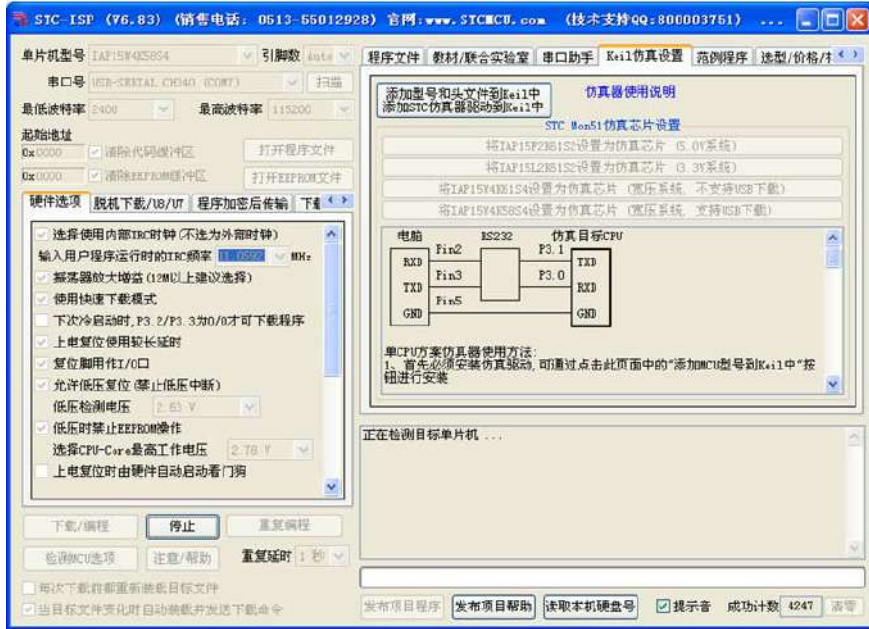 STC-ISP (V6.83) (销售电话: 0513-55012928) 官网:www.STCMCU.com (技术支持QQ:800003751) ...
单片机型号 IAP15W4K58S4 引脚数 Auto
串口号 USB-SERIAL CH340 (COM7) 扫描
最低波特率 2400 最高波特率 115200
起始地址
0x0000 清除代码缓冲区 打开程序文件
0x0000 清除EEPROM缓冲区 打开EEPROM文件
硬件选项 脱机下载/U8/U7 程序加密后传输
选择使用内部IRC时钟(不选为外部时钟)
输入用户程序运行时的IRC频率 11.0592 MHz
振荡器放大增益(12M以上建议选择)
使用快速下载模式
下次冷启动时,P3.2/P3.3为0/0才可下载程序
上电复位使用较长延时
复位脚用作I/O口
允许低压复位(禁止低压中断)
低压检测电压 2.63 V
低压时禁止EEPROM操作
选择CPU-Core最高工作电压 2.78 V
上电复位时由硬件自动启动看门狗
下载/编程 停止 重复编程
检测MCU选项 注意/帮助 重复延时 1 秒
每次下载前都重新装载目标文件
当目标文件变化时自动装载并发送下载命令
程序文件 教材/联合实验室 串口助手 Keil仿真设置 范例程序 选型/价格/
添加型号和头文件到Keil中
添加STC仿真器驱动到Keil中
仿真器使用说明
STC Mon51仿真芯片设置
将IAP15F2K61S2设置为仿真芯片 (5.0V系统)
将IAP15L2K61S2设置为仿真芯片 (3.3V系统)
将IAP15W4K61S4设置为仿真芯片 (宽压系统, 不支持USB下载)
将IAP15W4K58S4设置为仿真芯片 (宽压系统, 支持USB下载)
电脑 RS232 仿真目标CPU
RXD Pin2 P3.1 TXD
TXD Pin3 P3.0 RXD
GND Pin5 GND
单CPU方案仿真器使用方法:
1、首先必须安装仿真驱动,可通过点击此页面中的"添加MCU型号到Keil中"按
钮进行安装
正在检测目标单片机 ...
发布项目程序 发布项目帮助 读取本机硬盘号 提示音 成功计数 4247 清零